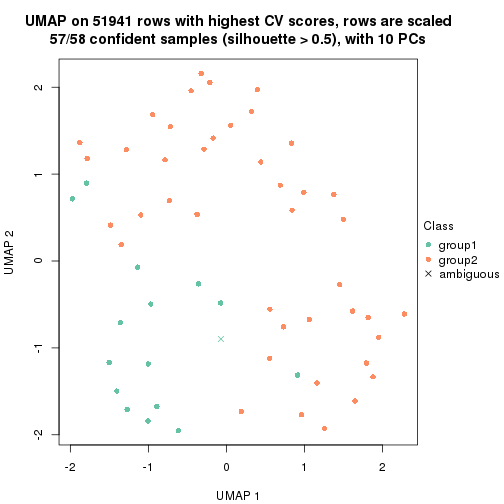 UMAP on 51941 rows with highest CV scores, rows are scaled
57/58 confident samples (silhouette > 0.5), with 10 PCs
2
1
0
-1
-2
UMAP 2
-2
-1
0
1
2
UMAP 1
Class
group1
group2
ambiguous